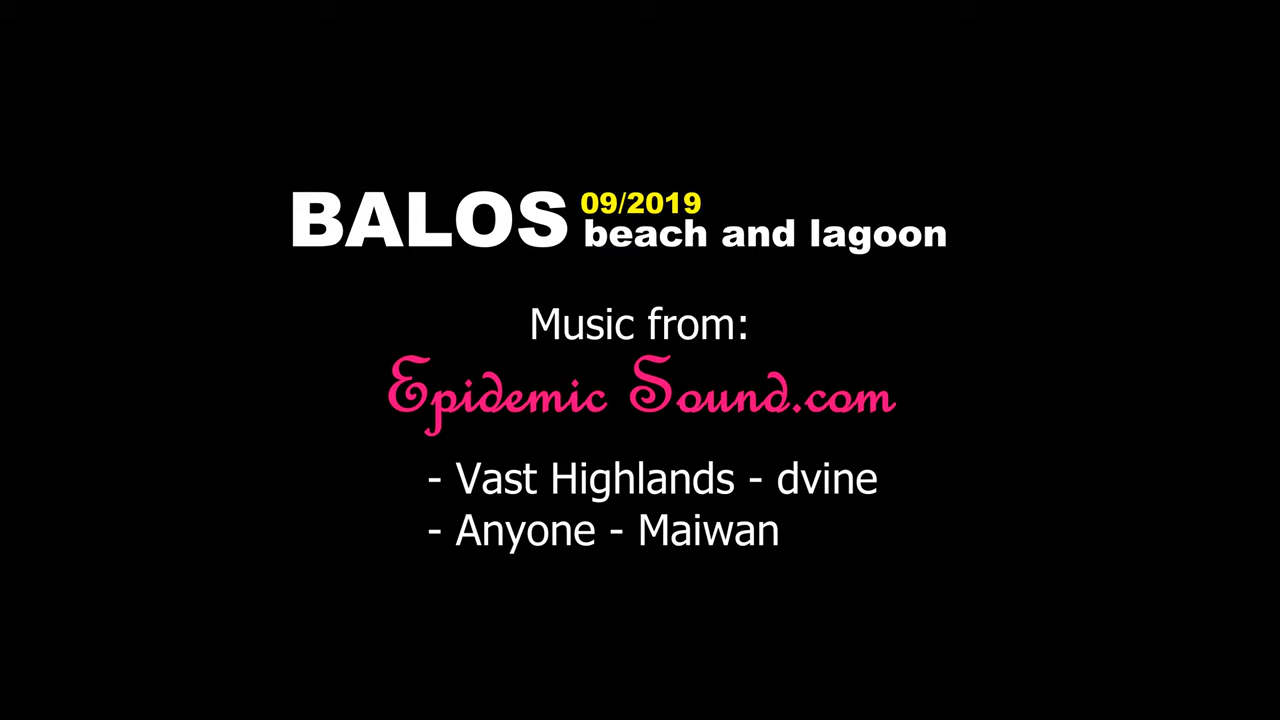 BALOS 09/2019
beach and lagoon
Music from:
Epidemic Sound.com
- Vast Highlands - dvine
- Anyone - Maiwan